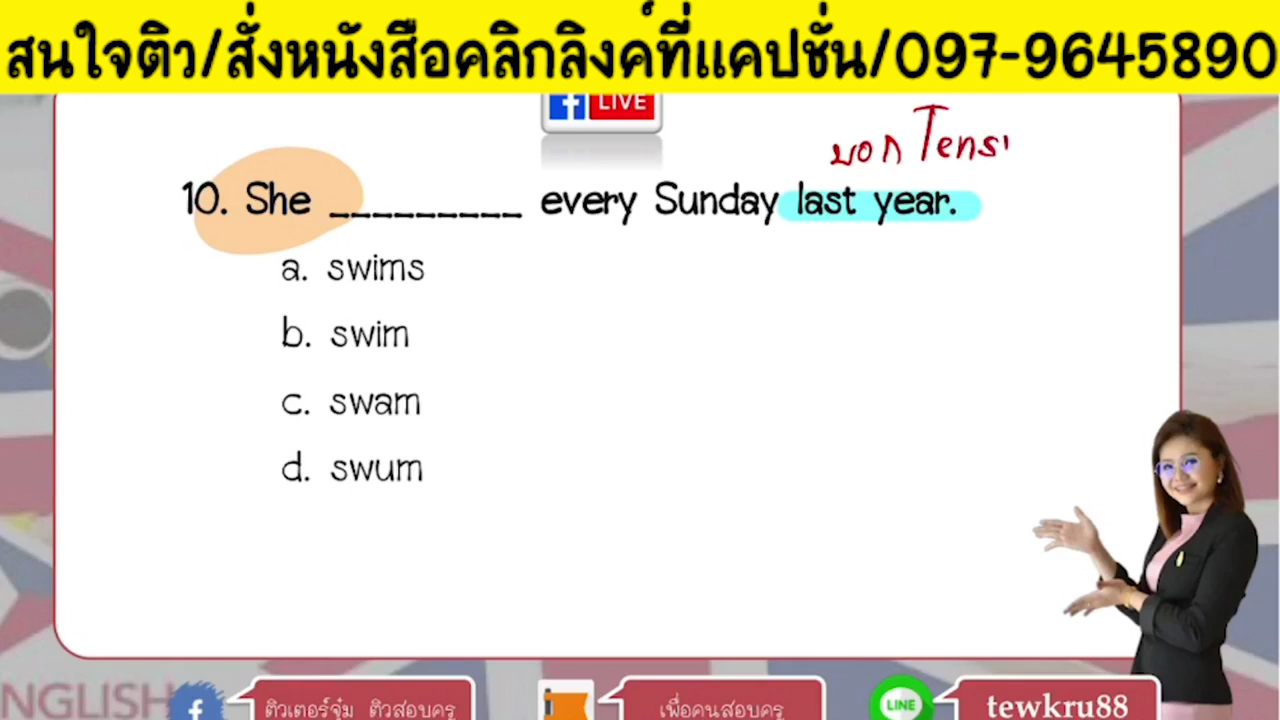 สนใจติว/สั่งหนังสือคลิกลิงค์ที่แคปชั่น/097-9645890
LIVE
บอก Tens
10. She _________ every Sunday last year.
a. swims
b. swim
c. swam
d. swum
NGLISH
ติวเตอร์จุ๋ม ติวสอบครู
เพื่อคนสอบครู
LINE
tewkru88